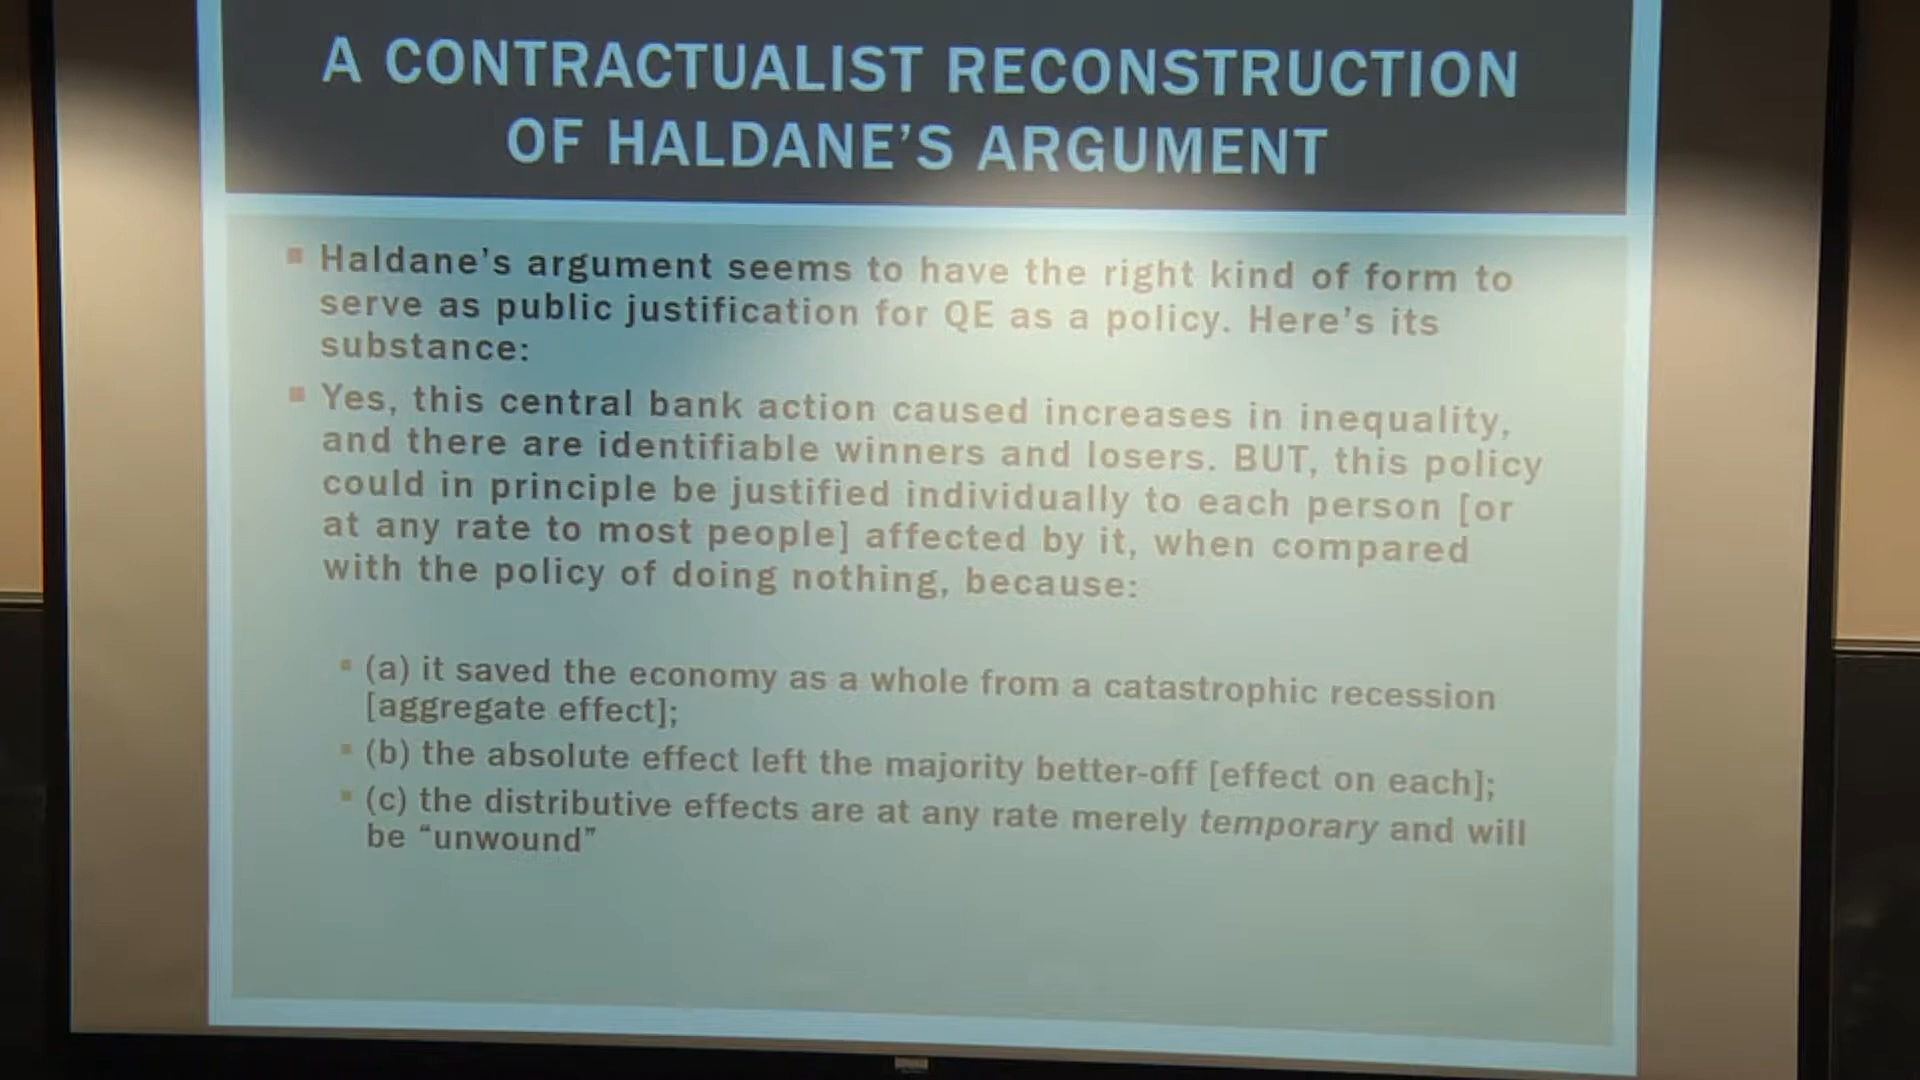 A CONTRACTUALIST RECONSTRUCTION
OF HALDANE'S ARGUMENT
Haldane's argument seems to have the right kind of form to
serve as public justification for QE as a policy. Here's its
substance:
Yes, this central bank action caused increases in inequality,
and there are identifiable winners and losers. BUT, this policy
could in principle be justified individually to each person [or
at any rate to most people] affected by it, when compared
with the policy of doing nothing, because:
(a) it saved the economy as a whole from a catastrophic recession
[aggregate effect];
(b) the absolute effect left the majority better-off [effect on each];
(c) the distributive effects are at any rate merely temporary and will
be “unwound”